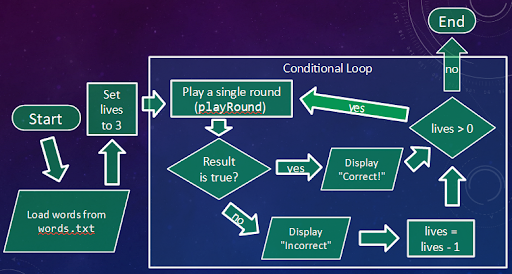 End
no
Conditional Loop
Set
lives
to 3
Play a single round
(playRound)
yes
Start
lives > 0
Result
is true?
yes
Display
"Correct!"
Load words from
words.txt
no
Display
"Incorrect"
lives =
lives - 1